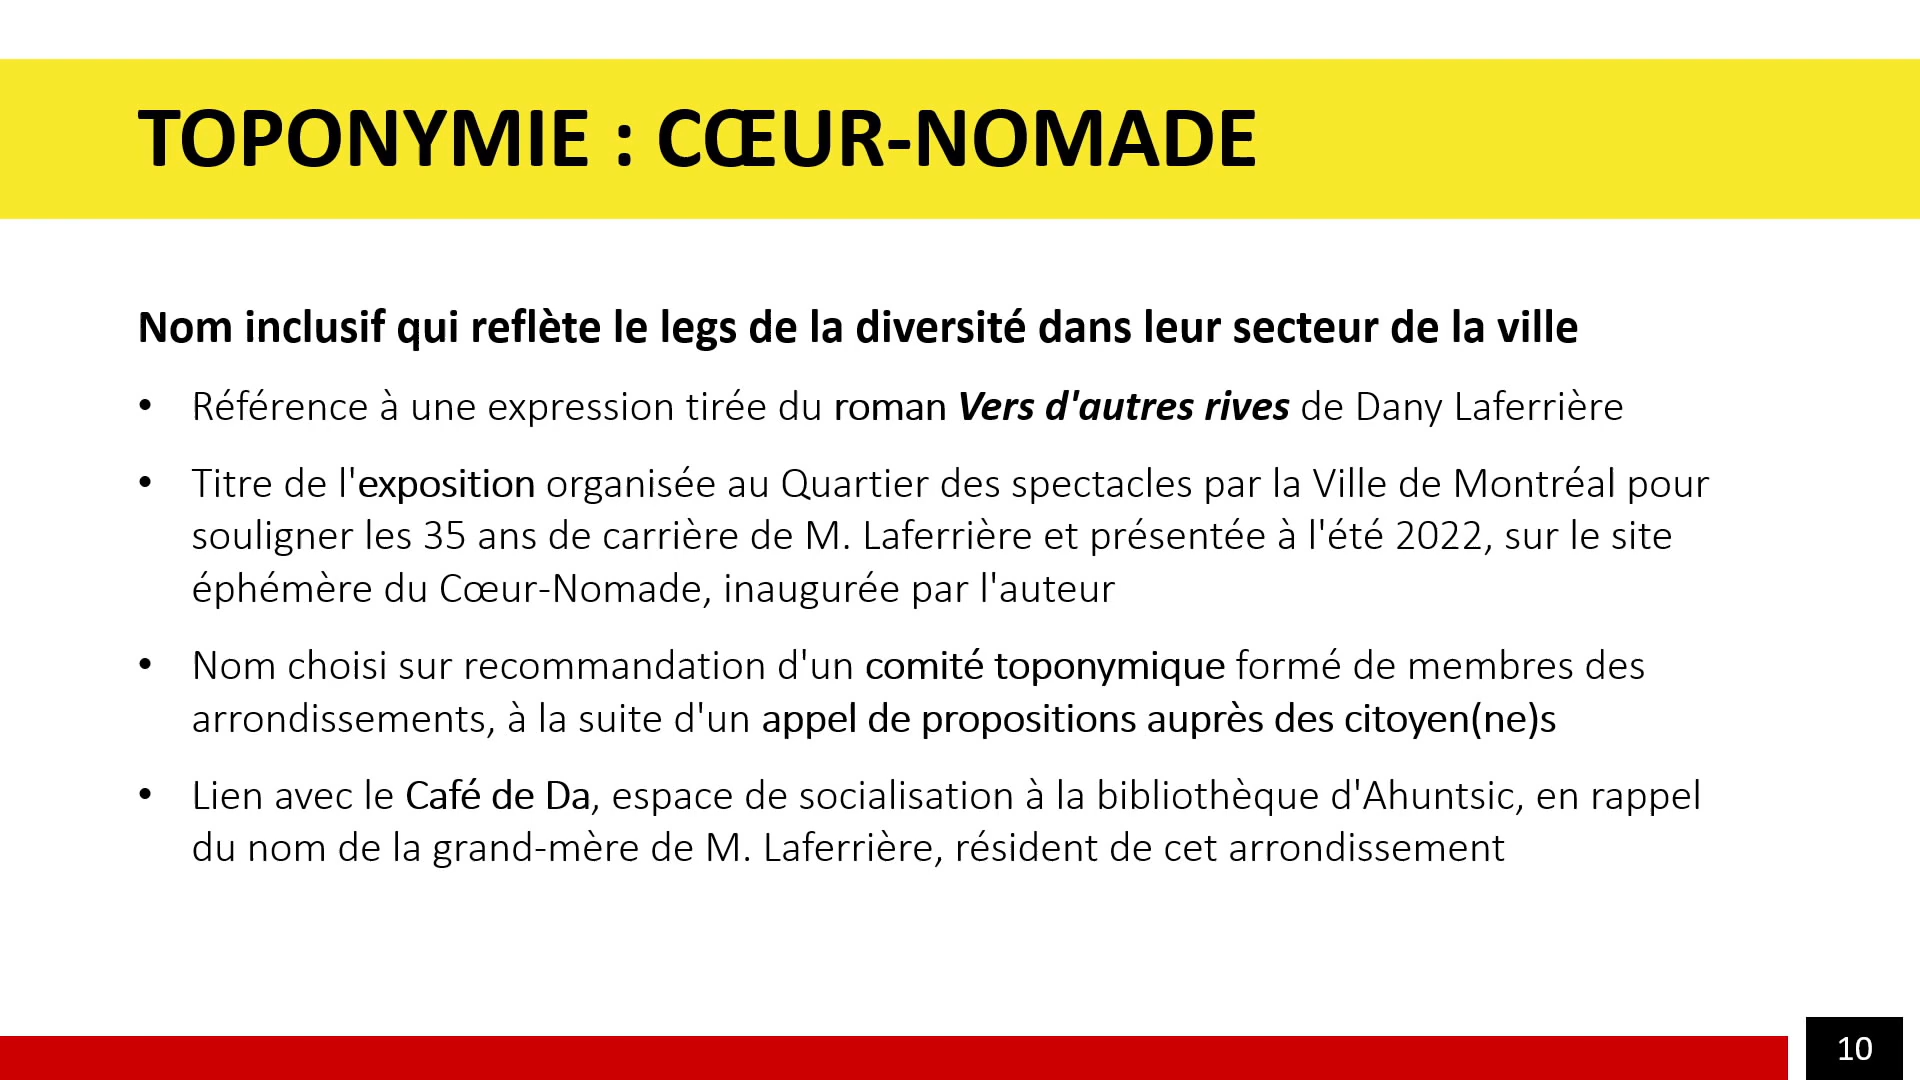 TOPONYMIE : CŒUR-NOMADE
Nom inclusif qui reflète le legs de la diversité dans leur secteur de la ville
• Référence à une expression tirée du roman Vers d'autres rives de Dany Laferrière
• Titre de l'exposition organisée au Quartier des spectacles par la Ville de Montréal pour
souligner les 35 ans de carrière de M. Laferrière et présentée à l'été 2022, sur le site
éphémère du Cœur-Nomade, inaugurée par l'auteur
• Nom choisi sur recommandation d'un comité toponymique formé de membres des
arrondissements, à la suite d'un appel de propositions auprès des citoyen(ne)s
• Lien avec le Café de Da, espace de socialisation à la bibliothèque d'Ahuntsic, en rappel
du nom de la grand-mère de M. Laferrière, résident de cet arrondissement
10